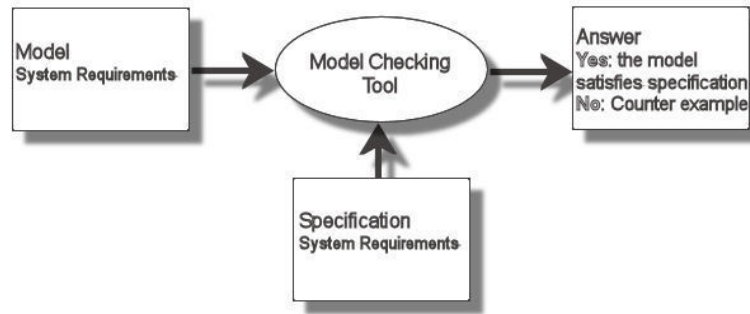 Model
System Requirements
Model Checking
Tool
Answer
Yes: the model
satisfies specification
No: Counter example
Specification
System Requirements